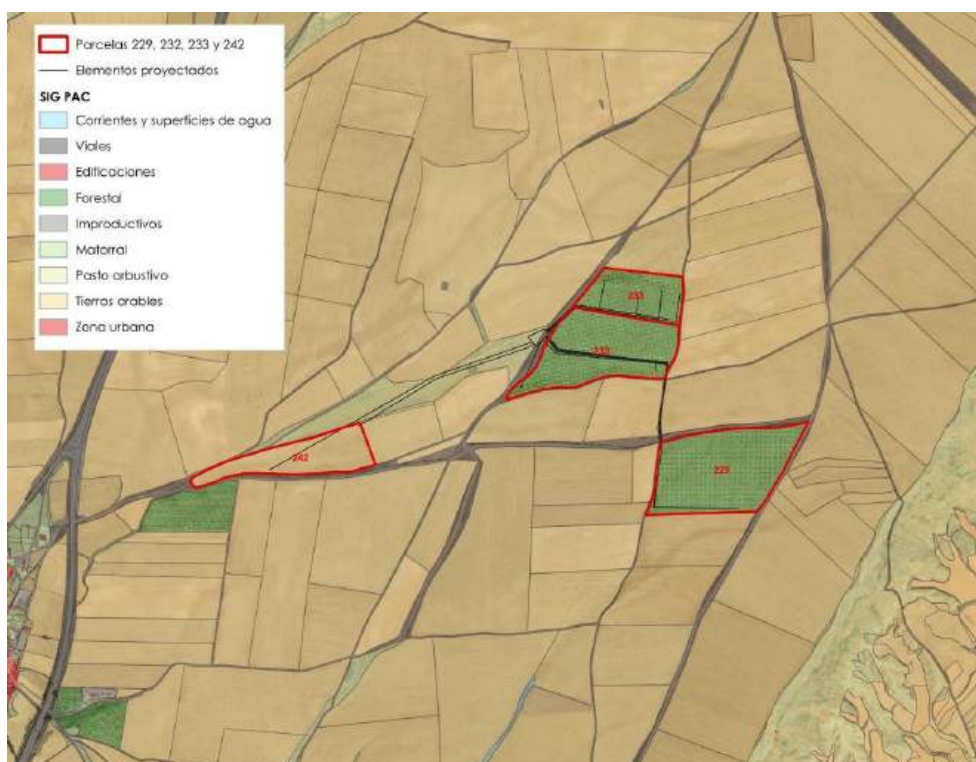 Parcelas 229, 232, 233 y 242
Elementos proyectados
SIG PAC
Corrientes y superficies de agua
Viales
Edificaciones
Forestal
Improductivos
Matorral
Pasto arbustivo
Tierras arables
Zona urbana
233
232
242
229